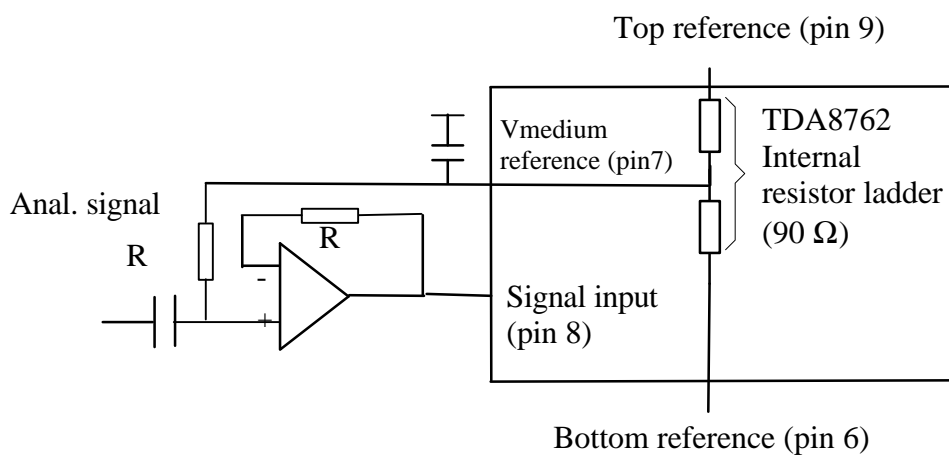 Top reference (pin 9)
Vmedium
reference (pin7)
TDA8762
Internal
resistor ladder
(90 Ω)
Anal. signal
R
R
-
+
Signal input
(pin 8)
Bottom reference (pin 6)